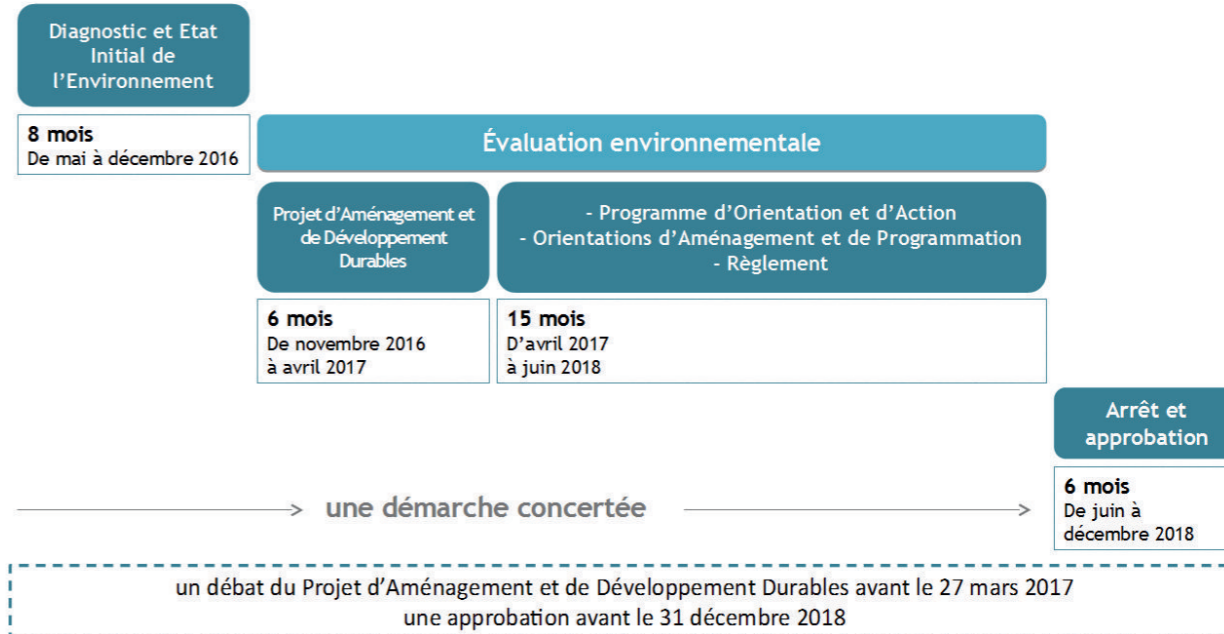 Diagnostic et Etat
Initial de
l’Environnement
8 mois
De mai à décembre 2016
Évaluation environnementale
Projet d’Aménagement et
de Développement
Durables
- Programme d’Orientation et d’Action
- Orientations d’Aménagement et de Programmation
- Règlement
6 mois
De novembre 2016
à avril 2017
15 mois
D’avril 2017
à juin 2018
Arrêt et
approbation
6 mois
De juin à
décembre 2018
une démarche concertée
un débat du Projet d’Aménagement et de Développement Durables avant le 27 mars 2017
une approbation avant le 31 décembre 2018